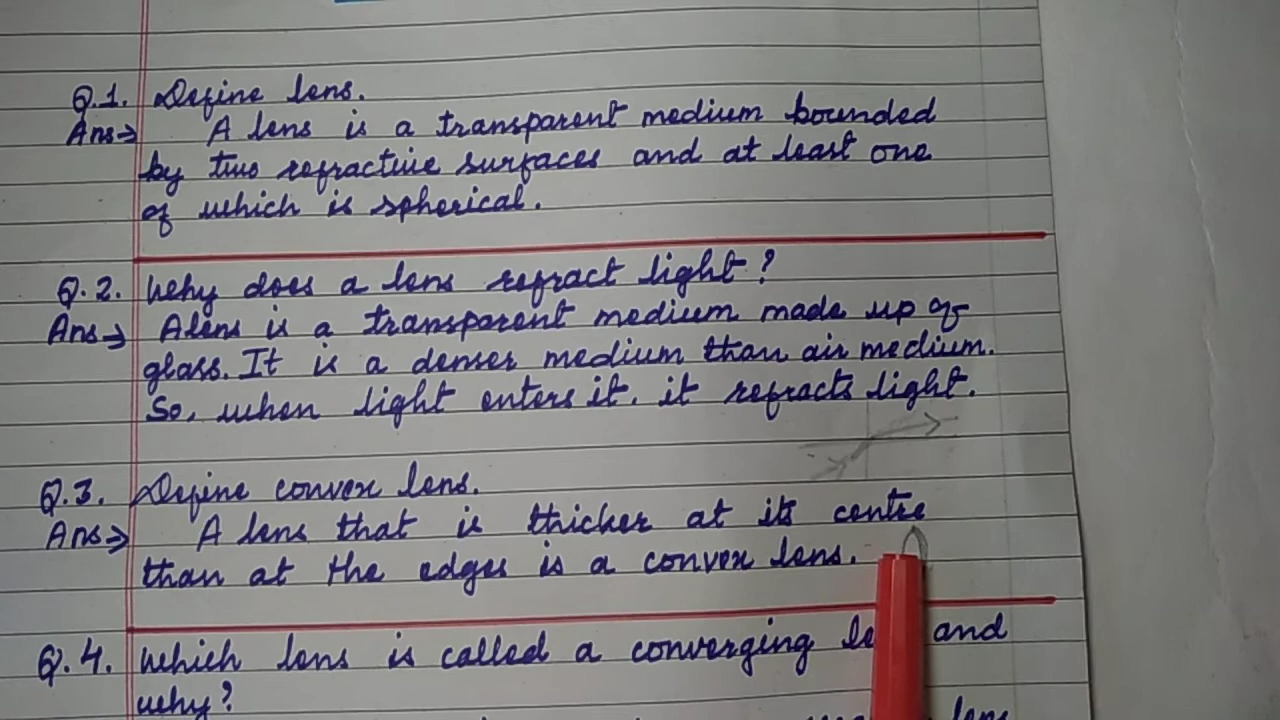 Q.1. Define lens.
Ans→ A lens is a transparent medium bounded
by two refractive surfaces and at least one
of which is spherical.
Q.2. Why does a lens refract light?
Ans→ A lens is a transparent medium made up of
glass. It is a denser medium than air medium.
So, when light enters it, it refracts light.
Q.3. Define convex lens.
Ans→ A lens that is thicker at its centre
than at the edges is a convex lens.
Q.4. Which lens is called a converging le and
why?
lens